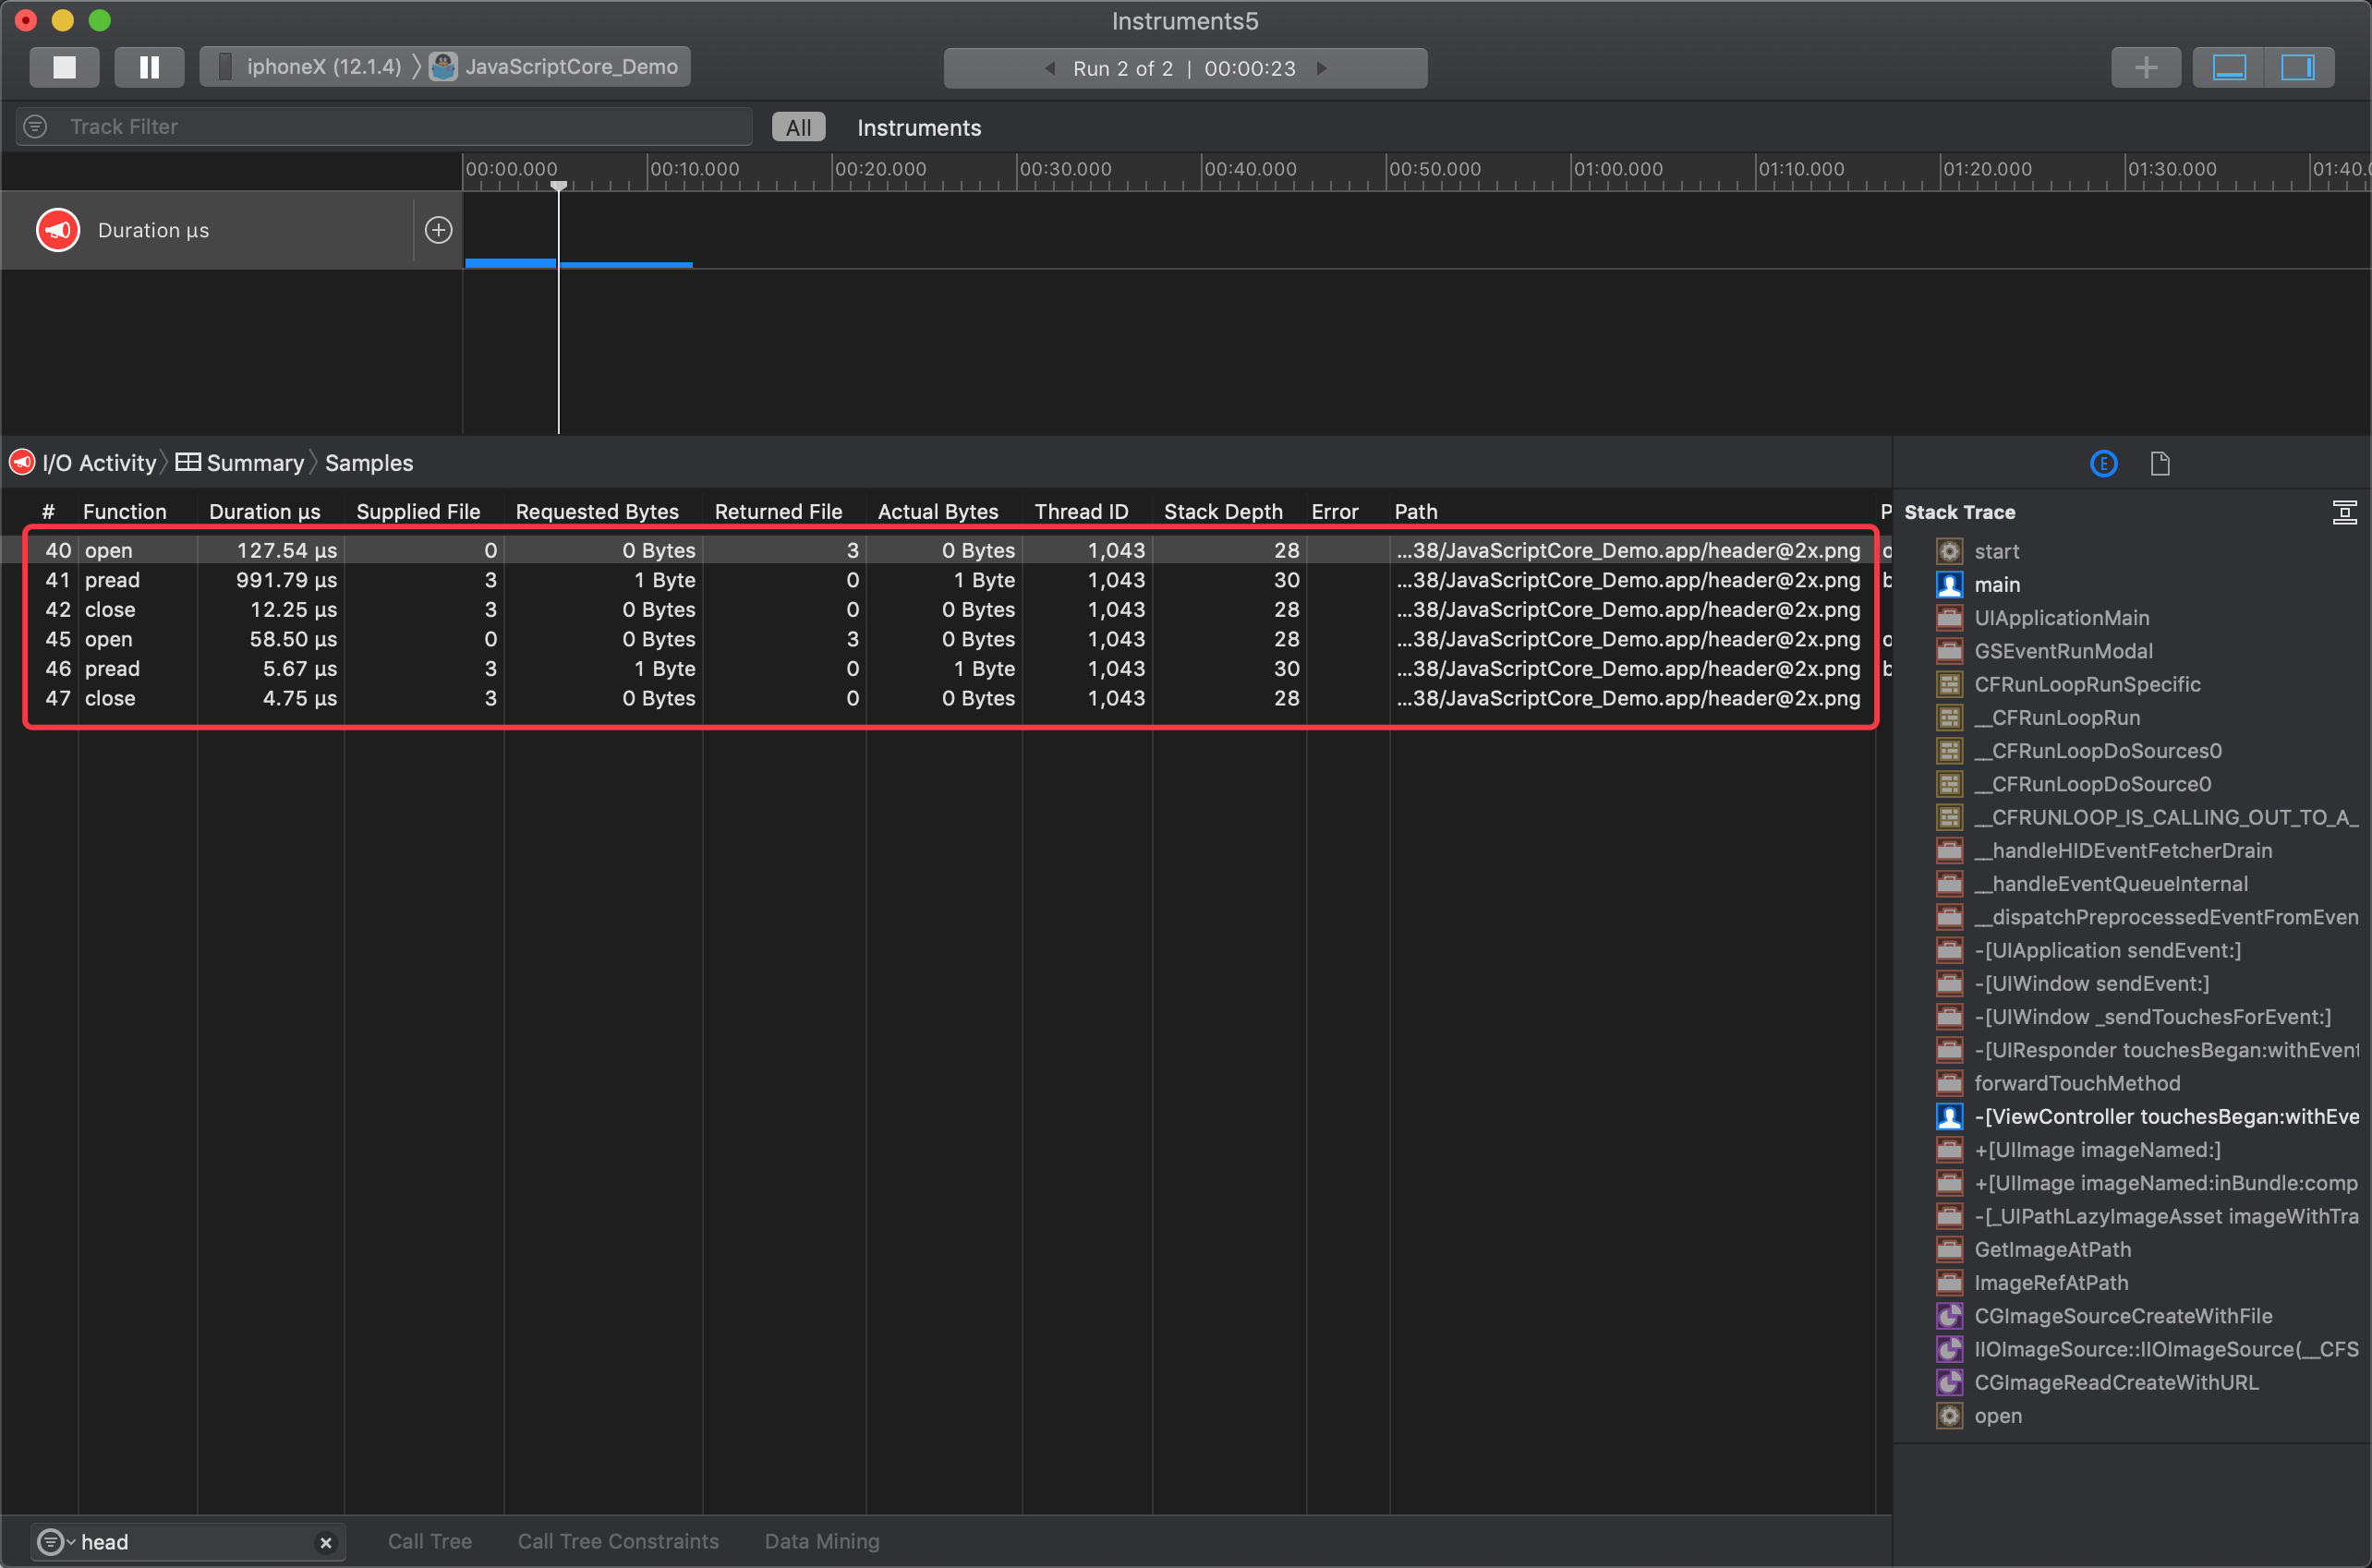 Instruments5
iphoneX (12.1.4) JavaScriptCore_Demo
Run 2 of 2 | 00:00:23
Track Filter All Instruments
00:00.000 00:10.000 00:20.000 00:30.000 00:40.000 00:50.000 01:00.000 01:10.000 01:20.000 01:30.000 01:40.0
Duration µs
I/O Activity Summary Samples
# Function Duration µs Supplied File Requested Bytes Returned File Actual Bytes Thread ID Stack Depth Error Path P
40 open 127.54 µs 0 0 Bytes 3 0 Bytes 1,043 28 ...38/JavaScriptCore_Demo.app/header@2x.png o
41 pread 991.79 µs 3 1 Byte 0 1 Byte 1,043 30 ...38/JavaScriptCore_Demo.app/header@2x.png b
42 close 12.25 µs 3 0 Bytes 0 0 Bytes 1,043 28 ...38/JavaScriptCore_Demo.app/header@2x.png
45 open 58.50 µs 0 0 Bytes 3 0 Bytes 1,043 28 ...38/JavaScriptCore_Demo.app/header@2x.png o
46 pread 5.67 µs 3 1 Byte 0 1 Byte 1,043 30 ...38/JavaScriptCore_Demo.app/header@2x.png b
47 close 4.75 µs 3 0 Bytes 0 0 Bytes 1,043 28 ...38/JavaScriptCore_Demo.app/header@2x.png
E
Stack Trace
start
main
UIApplicationMain
GSEventRunModal
CFRunLoopRunSpecific
__CFRunLoopRun
__CFRunLoopDoSources0
__CFRunLoopDoSource0
__CFRUNLOOP_IS_CALLING_OUT_TO_A_
__handleHIDEventFetcherDrain
__handleEventQueueInternal
__dispatchPreprocessedEventFromEven
-[UIApplication sendEvent:]
-[UIWindow sendEvent:]
-[UIWindow _sendTouchesForEvent:]
-[UIResponder touchesBegan:withEvent
forwardTouchMethod
-[ViewController touchesBegan:withEve
+[UIImage imageNamed:]
+[UIImage imageNamed:inBundle:comp
-[_UIPathLazyImageAsset imageWithTra
GetImageAtPath
ImageRefAtPath
CGImageSourceCreateWithFile
IIOImageSource::IIOImageSource(__CFS
CGImageReadCreateWithURL
open
head Call Tree Call Tree Constraints Data Mining